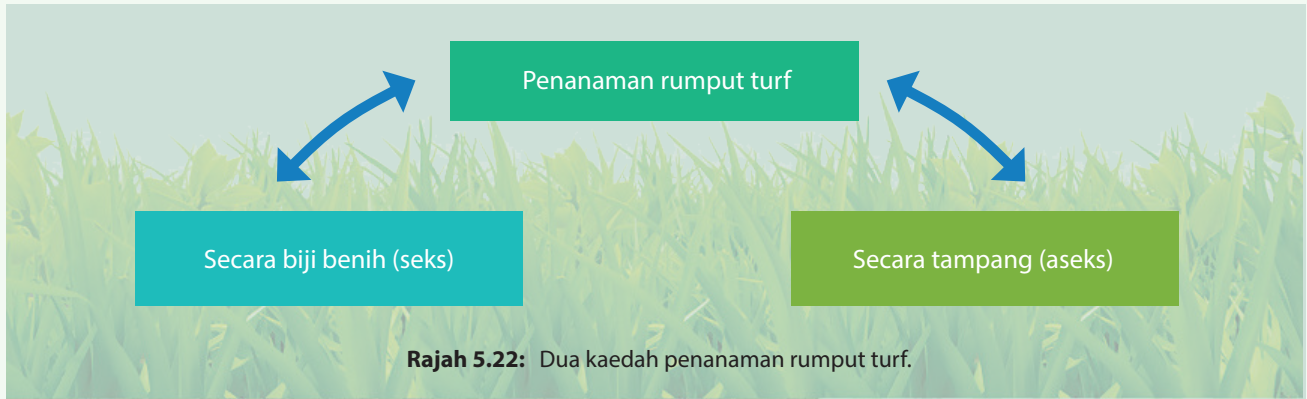 Penanaman rumput turf
Secara biji benih (seks)
Secara tampang (aseks)
Rajah 5.22: Dua kaedah penanaman rumput turf.